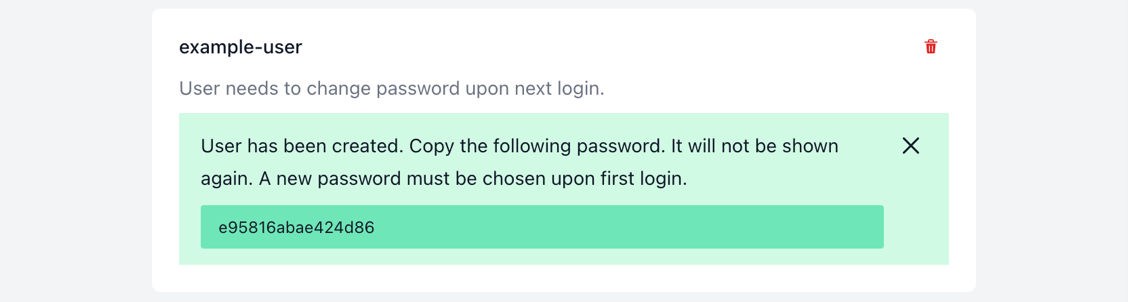 example-user
User needs to change password upon next login.
User has been created. Copy the following password. It will not be shown
again. A new password must be chosen upon first login.
e95816abae424d86